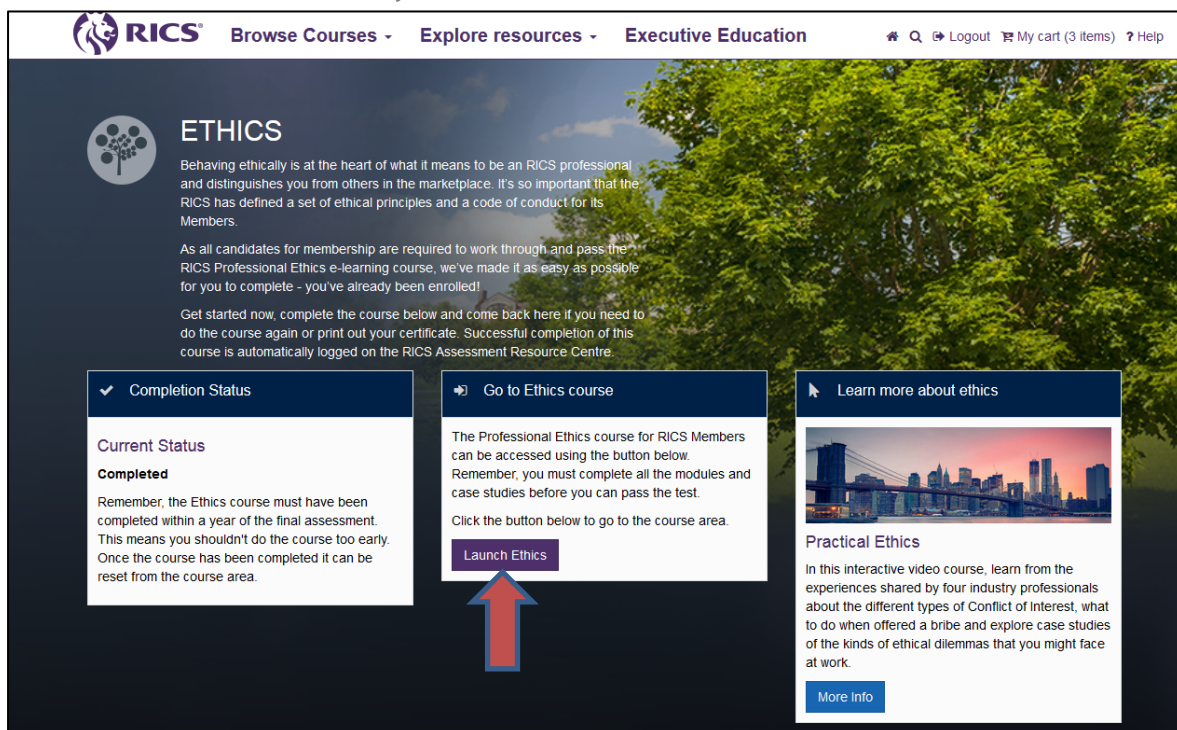 RICS Browse Courses Explore resources Executive Education Logout My cart (3 items) ? Help
ETHICS
Behaving ethically is at the heart of what it means to be an RICS professional
and distinguishes you from others in the marketplace. It's so important that the
RICS has defined a set of ethical principles and a code of conduct for its
Members.
As all candidates for membership are required to work through and pass the
RICS Professional Ethics e-learning course, we've made it as easy as possible
for you to complete - you've already been enrolled!
Get started now, complete the course below and come back here if you need to
do the course again or print out your certificate. Successful completion of this
course is automatically logged on the RICS Assessment Resource Centre.
Completion Status
Current Status
Completed
Remember, the Ethics course must have been
completed within a year of the final assessment.
This means you shouldn't do the course too early.
Once the course has been completed it can be
reset from the course area.
Go to Ethics course
The Professional Ethics course for RICS Members
can be accessed using the button below.
Remember, you must complete all the modules and
case studies before you can pass the test.
Click the button below to go to the course area.
Launch Ethics
Learn more about ethics
Practical Ethics
In this interactive video course, learn from the
experiences shared by four industry professionals
about the different types of Conflict of Interest, what
to do when offered a bribe and explore case studies
of the kinds of ethical dilemmas that you might face
at work.
More Info